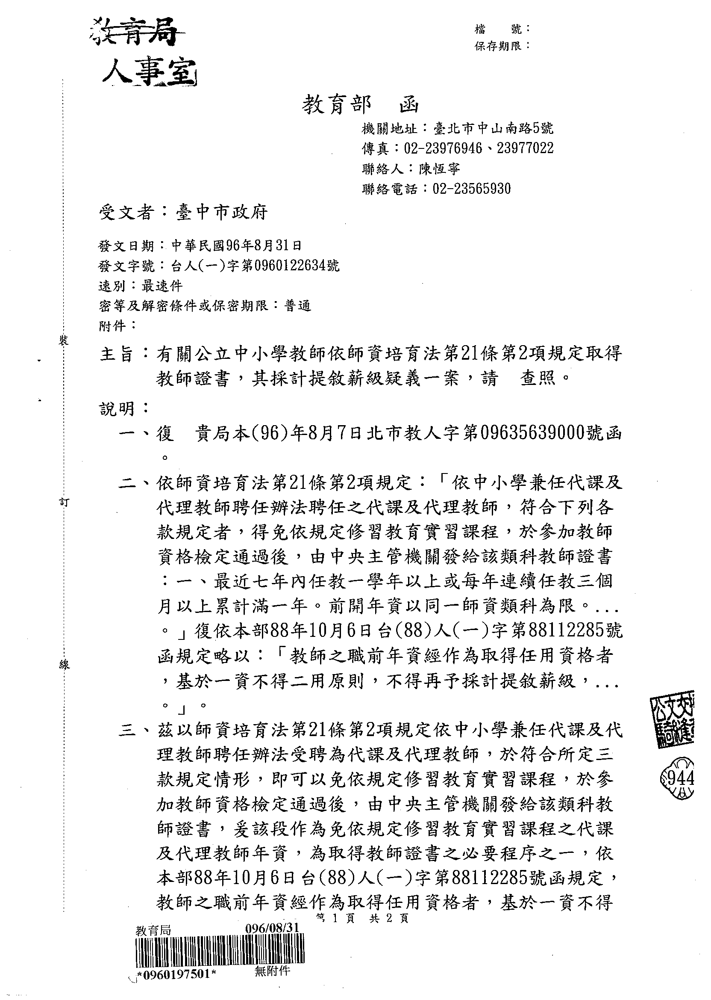 教育局
人事室
檔　　號：
保存期限：
教育部　函
機關地址：臺北市中山南路5號
傳真：02-23976946、23977022
聯絡人：陳恆寧
聯絡電話：02-23565930
受文者：臺中市政府
發文日期：中華民國96年8月31日
發文字號：台人(一)字第0960122634號
速別：最速件
密等及解密條件或保密期限：普通
附件：
主旨：有關公立中小學教師依師資培育法第21條第2項規定取得
教師證書，其採計提敘薪級疑義一案，請　查照。
說明：
一、復　貴局本(96)年8月7日北市教人字第09635639000號函
。
二、依師資培育法第21條第2項規定：「依中小學兼任代課及
代理教師聘任辦法聘任之代課及代理教師，符合下列各
款規定者，得免依規定修習教育實習課程，於參加教師
資格檢定通過後，由中央主管機關發給該類科教師證書
：一、最近七年內任教一學年以上或每年連續任教三個
月以上累計滿一年。前開年資以同一師資類科為限。...
。」復依本部88年10月6日台(88)人(一)字第88112285號
函規定略以：「教師之職前年資經作為取得任用資格者
，基於一資不得二用原則，不得再予採計提敘薪級，...
。」。
三、茲以師資培育法第21條第2項規定依中小學兼任代課及代
理教師聘任辦法受聘為代課及代理教師，於符合所定三
款規定情形，即可以免依規定修習教育實習課程，於參
加教師資格檢定通過後，由中央主管機關發給該類科教
師證書，爰該段作為免依規定修習教育實習課程之代課
及代理教師年資，為取得教師證書之必要程序之一，依
本部88年10月6日台(88)人(一)字第88112285號函規定，
教師之職前年資經作為取得任用資格者，基於一資不得
第 1 頁　共 2 頁
裝
訂
線
公文交
騎縫
944
教育局　096/08/31
*0960197501*　無附件